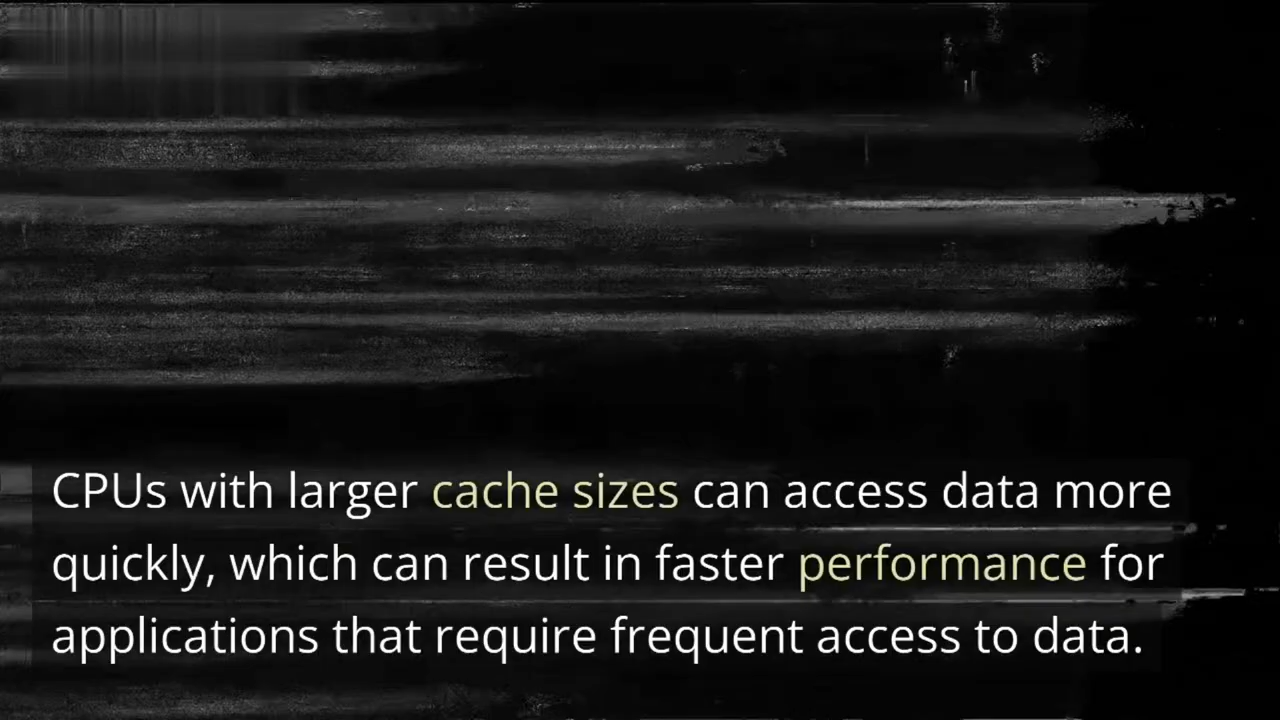 CPUs with larger cache sizes can access data more
quickly, which can result in faster performance for
applications that require frequent access to data.